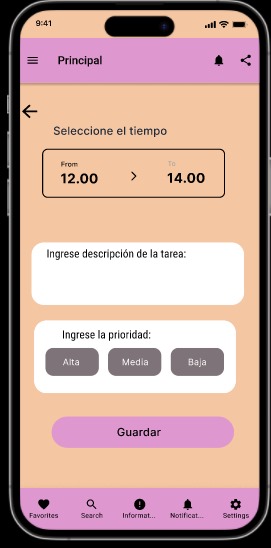 9:41
Principal
Seleccione el tiempo
From To
12.00 > 14.00
Ingrese descripción de la tarea:
Ingrese la prioridad:
Alta Media Baja
Guardar
Favorites Search Informat... Notificat... Settings